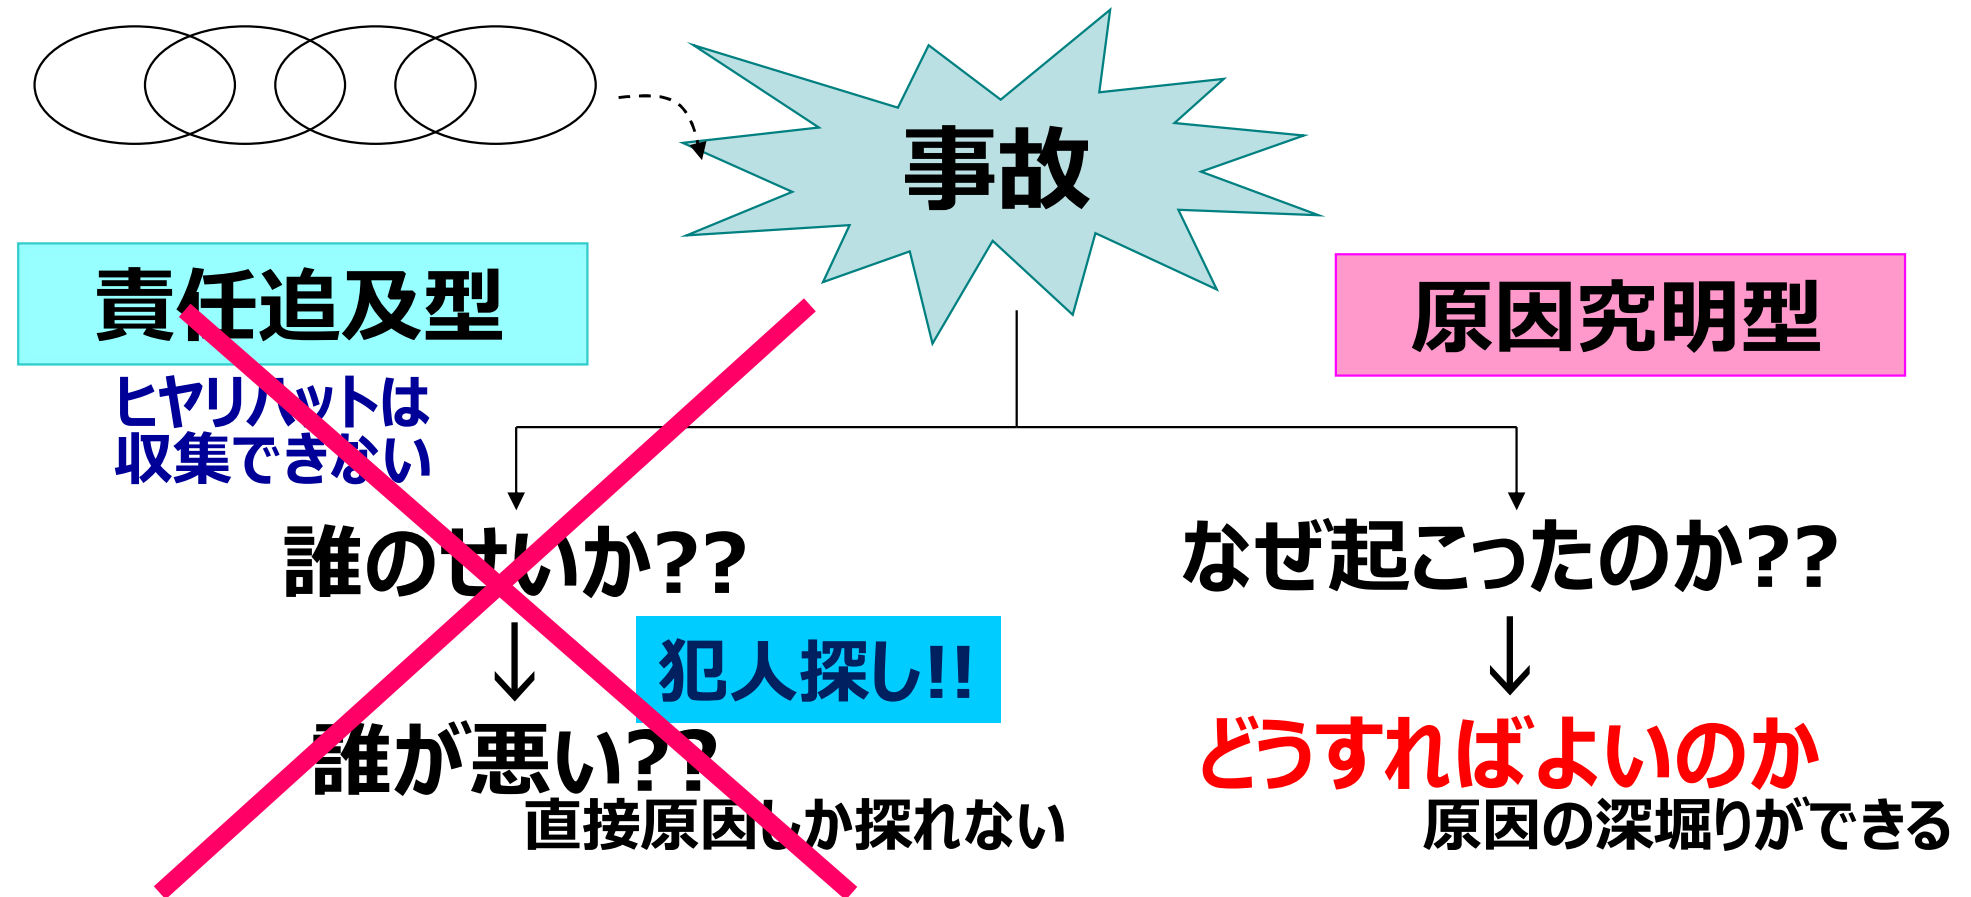 事故
責任追及型
ヒヤリハットは
収集できない
誰のせいか??
犯人探し!!
誰が悪い??
直接原因しか探れない
原因究明型
なぜ起こったのか??
どうすればよいのか
原因の深堀りができる